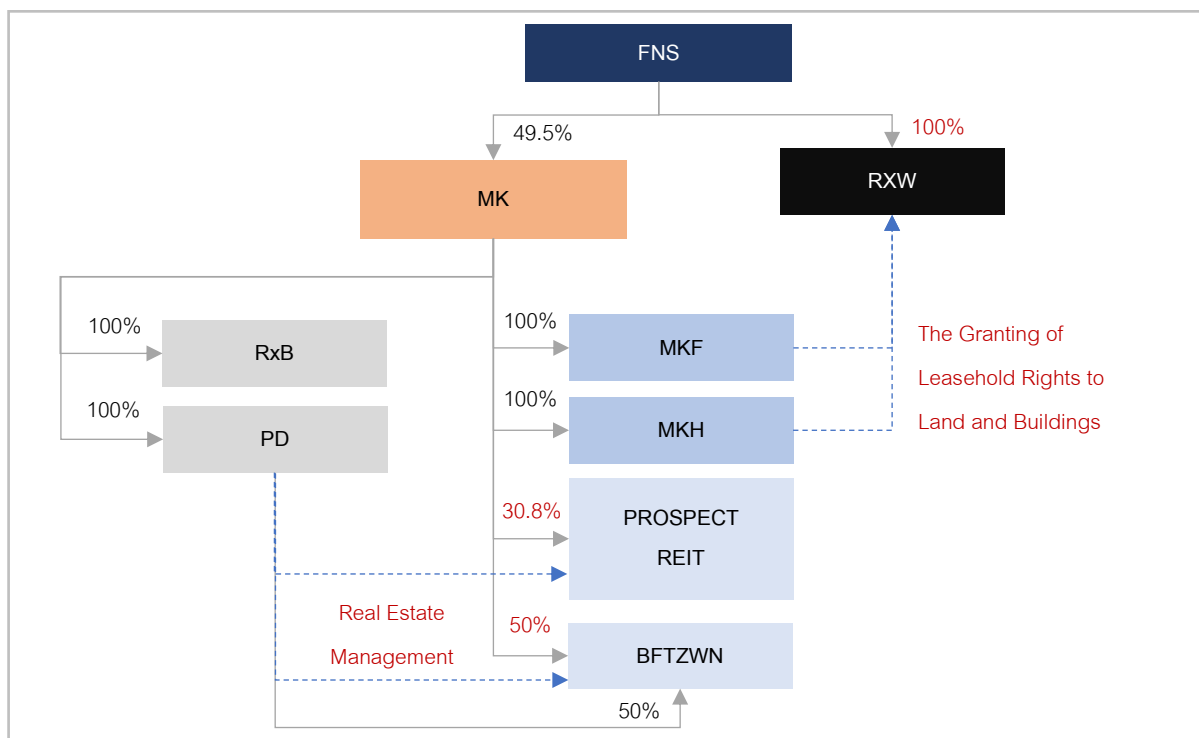 FNS
49.5%
100%
MK
RXW
100%
RxB
100%
MKF
The Granting of
Leasehold Rights to
Land and Buildings
100%
PD
100%
MKH
30.8%
PROSPECT
REIT
Real Estate
Management
50%
BFTZWN
50%